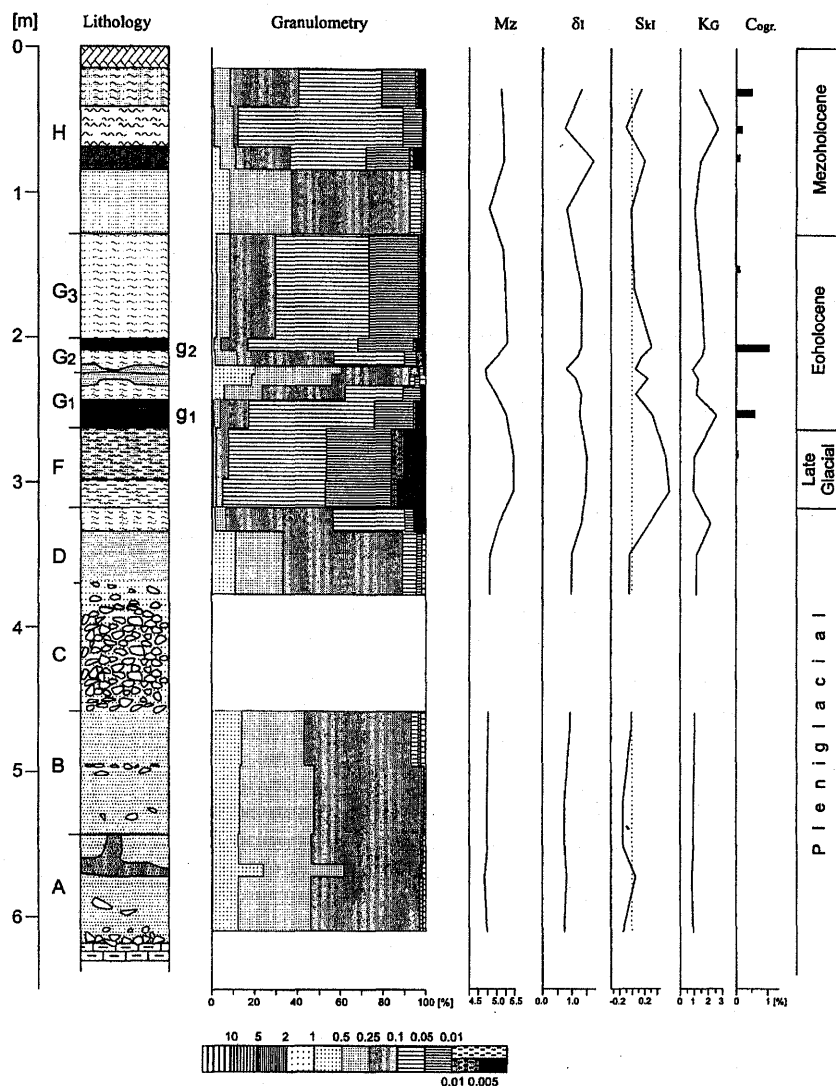 [m] Lithology Granulometry Mz δI SkI KG Cogr.
0
H
Mezoholocene
1
G3
Eoholocene
2
g2
G2
G1
g1
F
Late Glacial
3
D
4
C
Pleniglacial
5
B
A
6
0 20 40 60 80 100 [%]
4.5 5.0 5.5
0.0 1.0
-0.2 0.2
0 1 2 3
0 1 [%]
10 5 2 1 0.5 0.25 0.1 0.05 0.01
0.01 0.005